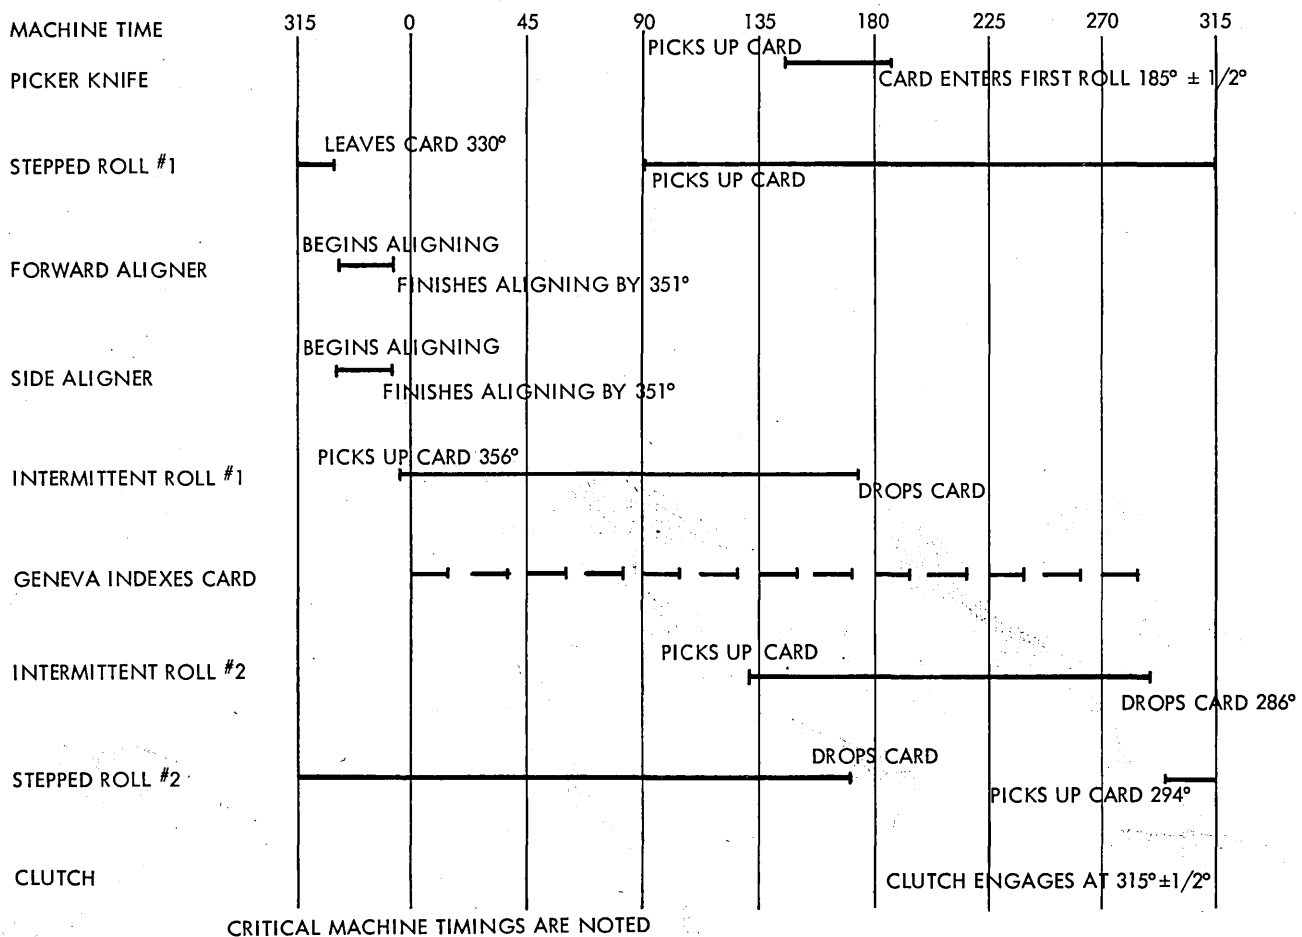 MACHINE TIME 315 0 45 90 135 180 225 270 315
PICKS UP CARD
PICKER KNIFE CARD ENTERS FIRST ROLL 185° ± 1/2°
LEAVES CARD 330°
STEPPED ROLL #1 PICKS UP CARD
BEGINS ALIGNING
FORWARD ALIGNER
FINISHES ALIGNING BY 351°
BEGINS ALIGNING
SIDE ALIGNER
FINISHES ALIGNING BY 351°
PICKS UP CARD 356°
INTERMITTENT ROLL #1
DROPS CARD
GENEVA INDEXES CARD
PICKS UP CARD
INTERMITTENT ROLL #2
DROPS CARD 286°
DROPS CARD
STEPPED ROLL #2
PICKS UP CARD 294°
CLUTCH CLUTCH ENGAGES AT 315°±1/2°
CRITICAL MACHINE TIMINGS ARE NOTED